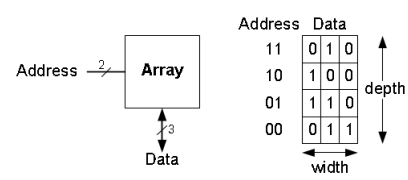 Address 2 Array
3
Data
Address Data
11 0 1 0
10 1 0 0
01 1 1 0
00 0 1 1
depth
width